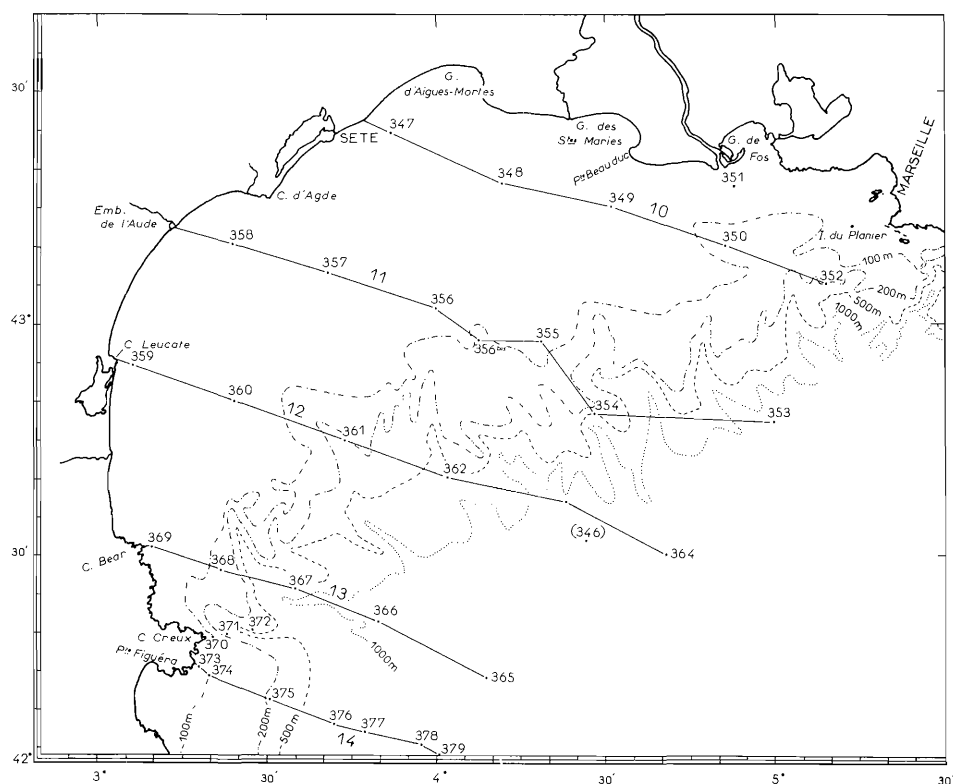 30'
G.
d'Aigues-Mortes
SETE
347
G. des
Stes Maries
Pte Beauduc
G. de
Fos
351
MARSEILLE
348
C. d'Agde
349
10
Emb.
de l'Aude
358
350
I. du Planier
100m
357
11
352
200m
500m
1000m
356
43°
356bis
355
C. Leucate
359
360
12
354
353
361
362
(346)
364
369
30'
C. Bear
368
367
13
366
371
372
C Creux
370
1000m
Pta Figuéra
373
374
365
375
100m
200m
500m
376
377
14
378
379
42°
3°
30'
4°
30'
5°
30'